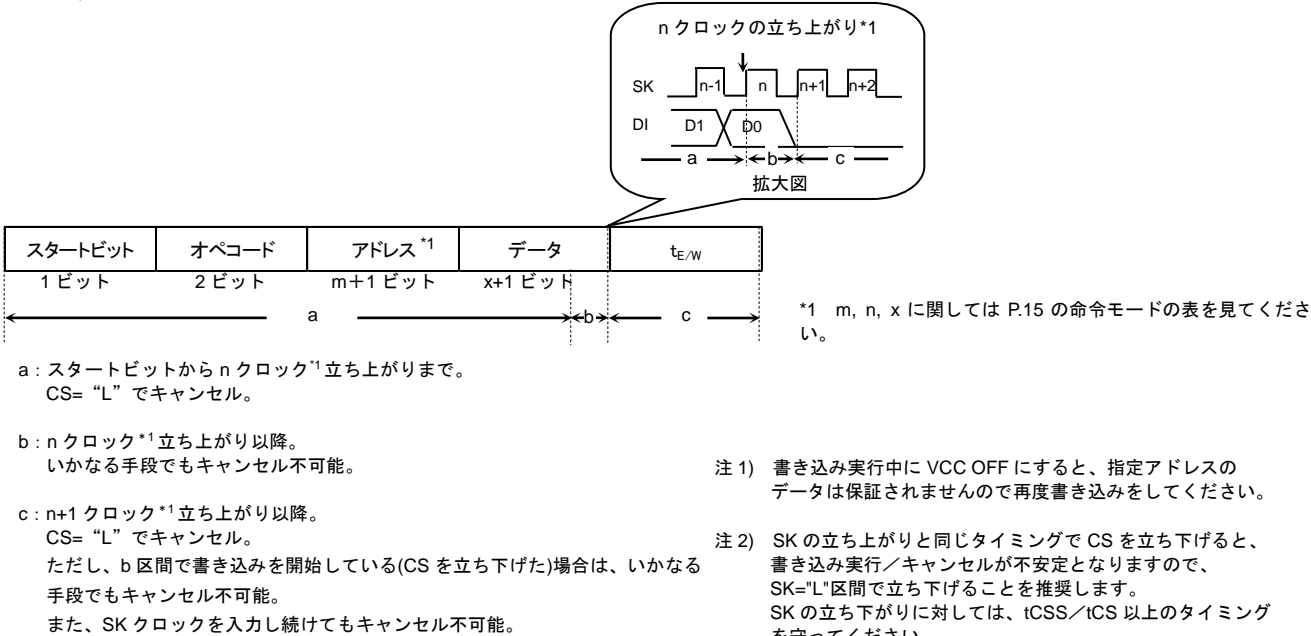 n クロックの立ち上がり*1
SK
n-1
n
n+1
n+2
DI
D1
D0
a
b
c
拡大図
スタートビット
オペコード
アドレス *1
データ
tE/W
1 ビット
2 ビット
m+1 ビット
x+1 ビット
a
b
c
*1 m, n, x に関しては P.15 の命令モードの表を見てくださ
い。
a : スタートビットから n クロック*1 立ち上がりまで。
CS= “L” でキャンセル。
b : n クロック*1 立ち上がり以降。
いかなる手段でもキャンセル不可能。
c : n+1 クロック*1 立ち上がり以降。
CS= “L” でキャンセル。
ただし、b 区間で書き込みを開始している(CS を立ち下げた)場合は、いかなる
手段でもキャンセル不可能。
また、SK クロックを入力し続けてもキャンセル不可能。
注 1) 書き込み実行中に VCC OFF にすると、指定アドレスの
データは保証されませんので再度書き込みをしてください。
注 2) SK の立ち上がりと同じタイミングで CS を立ち下げると、
書き込み実行/キャンセルが不安定となりますので、
SK="L"区間で立ち下げることを推奨します。
SK の立ち下がりに対しては、tCSS/tCS 以上のタイミング
を守ってください。